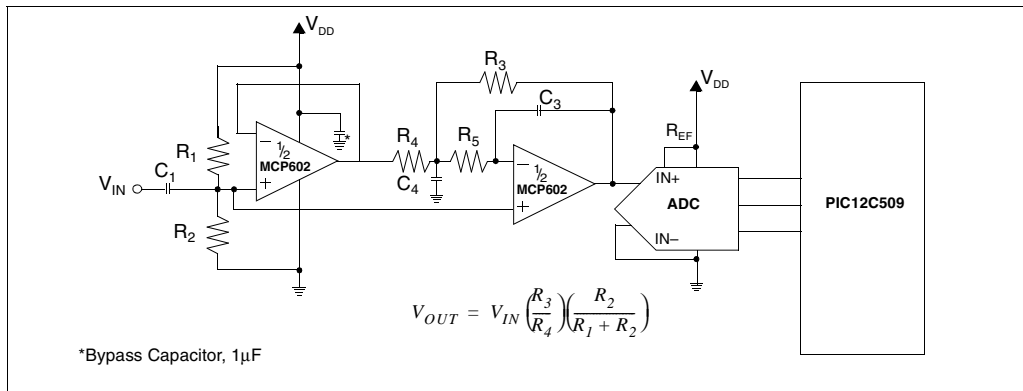 V_DD
R_3
C_3
V_DD
R_EF
R_1
C_1
V_IN
R_2
½
MCP602
−
+
*
R_4
R_5
C_4
½
MCP602
−
+
IN+
ADC
IN−
PIC12C509
V_OUT = V_IN (R_3/R_4)(R_2/(R_1 + R_2))
*Bypass Capacitor, 1μF